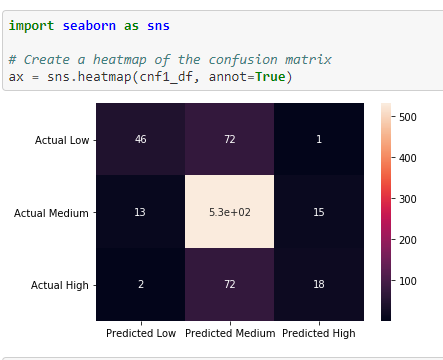 import seaborn as sns
# Create a heatmap of the confusion matrix
ax = sns.heatmap(cnf1_df, annot=True)
Actual Low 46 72 1
Actual Medium 13 5.3e+02 15
Actual High 2 72 18
Predicted Low Predicted Medium Predicted High
500
400
300
200
100